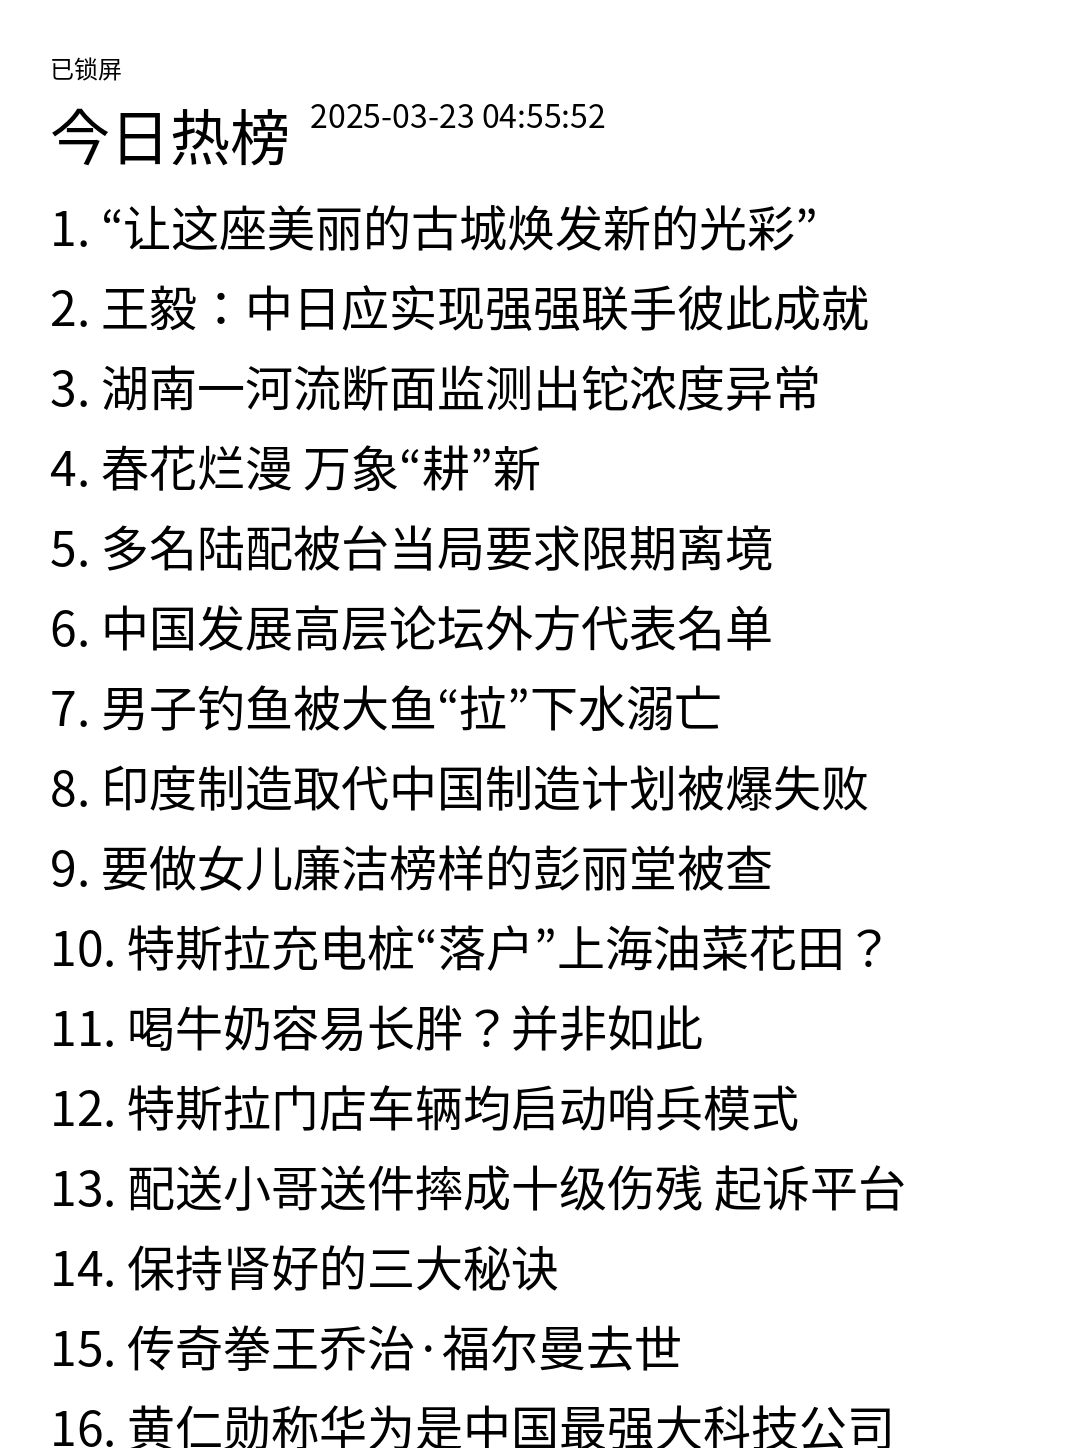 已锁屏
今日热榜 2025-03-23 04:55:52
1. “让这座美丽的古城焕发新的光彩”
2. 王毅：中日应实现强强联手彼此成就
3. 湖南一河流断面监测出铊浓度异常
4. 春花烂漫 万象“耕”新
5. 多名陆配被台当局要求限期离境
6. 中国发展高层论坛外方代表名单
7. 男子钓鱼被大鱼“拉”下水溺亡
8. 印度制造取代中国制造计划被爆失败
9. 要做女儿廉洁榜样的彭丽堂被查
10. 特斯拉充电桩“落户”上海油菜花田？
11. 喝牛奶容易长胖？并非如此
12. 特斯拉门店车辆均启动哨兵模式
13. 配送小哥送件摔成十级伤残 起诉平台
14. 保持肾好的三大秘诀
15. 传奇拳王乔治·福尔曼去世
16. 黄仁勋称华为是中国最强大科技公司